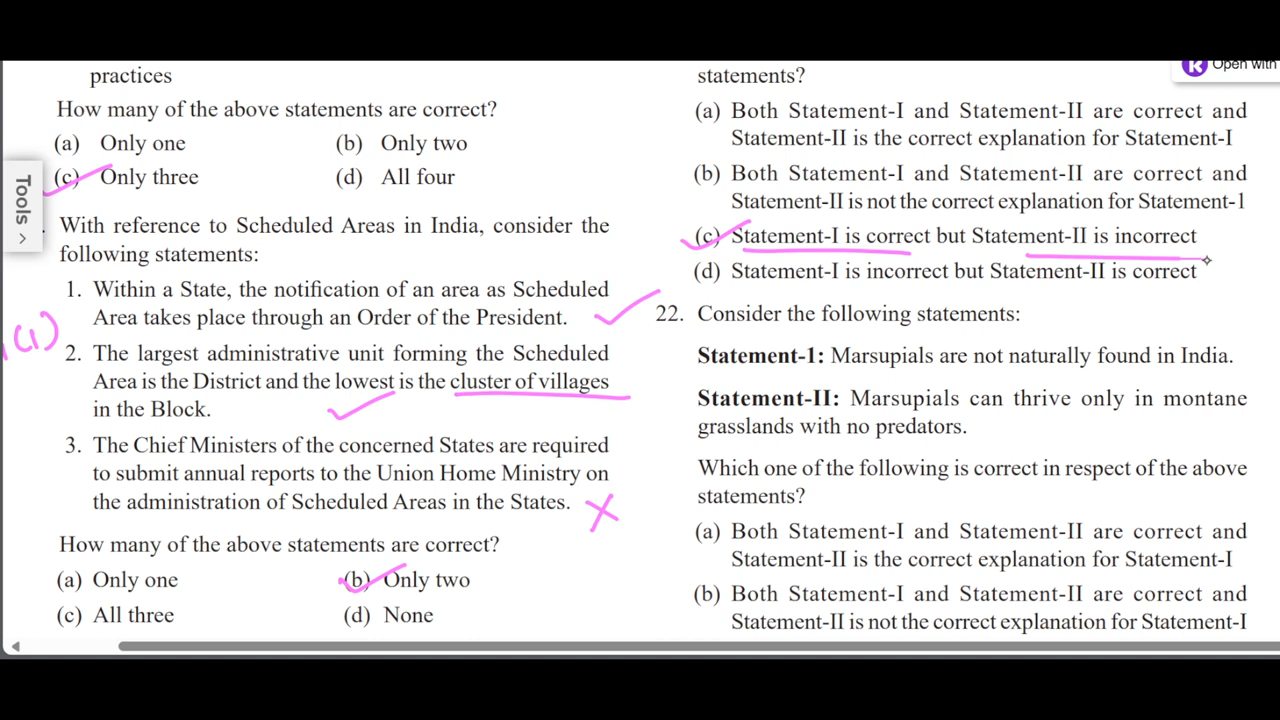 practices
How many of the above statements are correct?
(a) Only one (b) Only two
(c) Only three (d) All four
With reference to Scheduled Areas in India, consider the
following statements:
1. Within a State, the notification of an area as Scheduled
Area takes place through an Order of the President.
(1)
2. The largest administrative unit forming the Scheduled
Area is the District and the lowest is the cluster of villages
in the Block.
3. The Chief Ministers of the concerned States are required
to submit annual reports to the Union Home Ministry on
the administration of Scheduled Areas in the States.
How many of the above statements are correct?
(a) Only one (b) Only two
(c) All three (d) None
Tools
statements?
(a) Both Statement-I and Statement-II are correct and
Statement-II is the correct explanation for Statement-I
(b) Both Statement-I and Statement-II are correct and
Statement-II is not the correct explanation for Statement-1
(c) Statement-I is correct but Statement-II is incorrect
(d) Statement-I is incorrect but Statement-II is correct
22. Consider the following statements:
Statement-1: Marsupials are not naturally found in India.
Statement-II: Marsupials can thrive only in montane
grasslands with no predators.
Which one of the following is correct in respect of the above
statements?
(a) Both Statement-I and Statement-II are correct and
Statement-II is the correct explanation for Statement-I
(b) Both Statement-I and Statement-II are correct and
Statement-II is not the correct explanation for Statement-I
K Open with